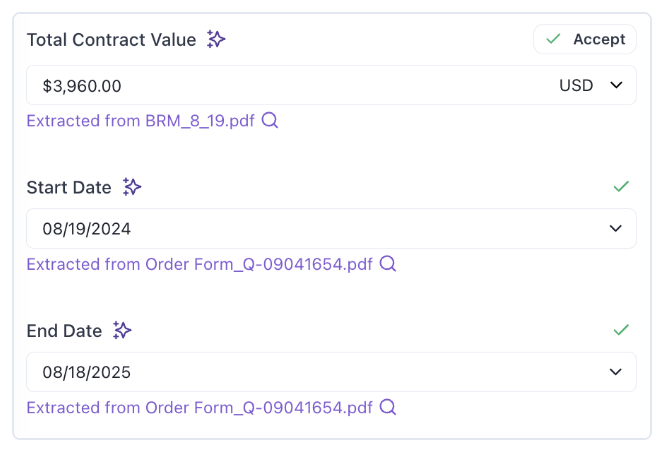 Total Contract Value
Accept
$3,960.00 USD
Extracted from BRM_8_19.pdf
Start Date
08/19/2024
Extracted from Order Form_Q-09041654.pdf
End Date
08/18/2025
Extracted from Order Form_Q-09041654.pdf